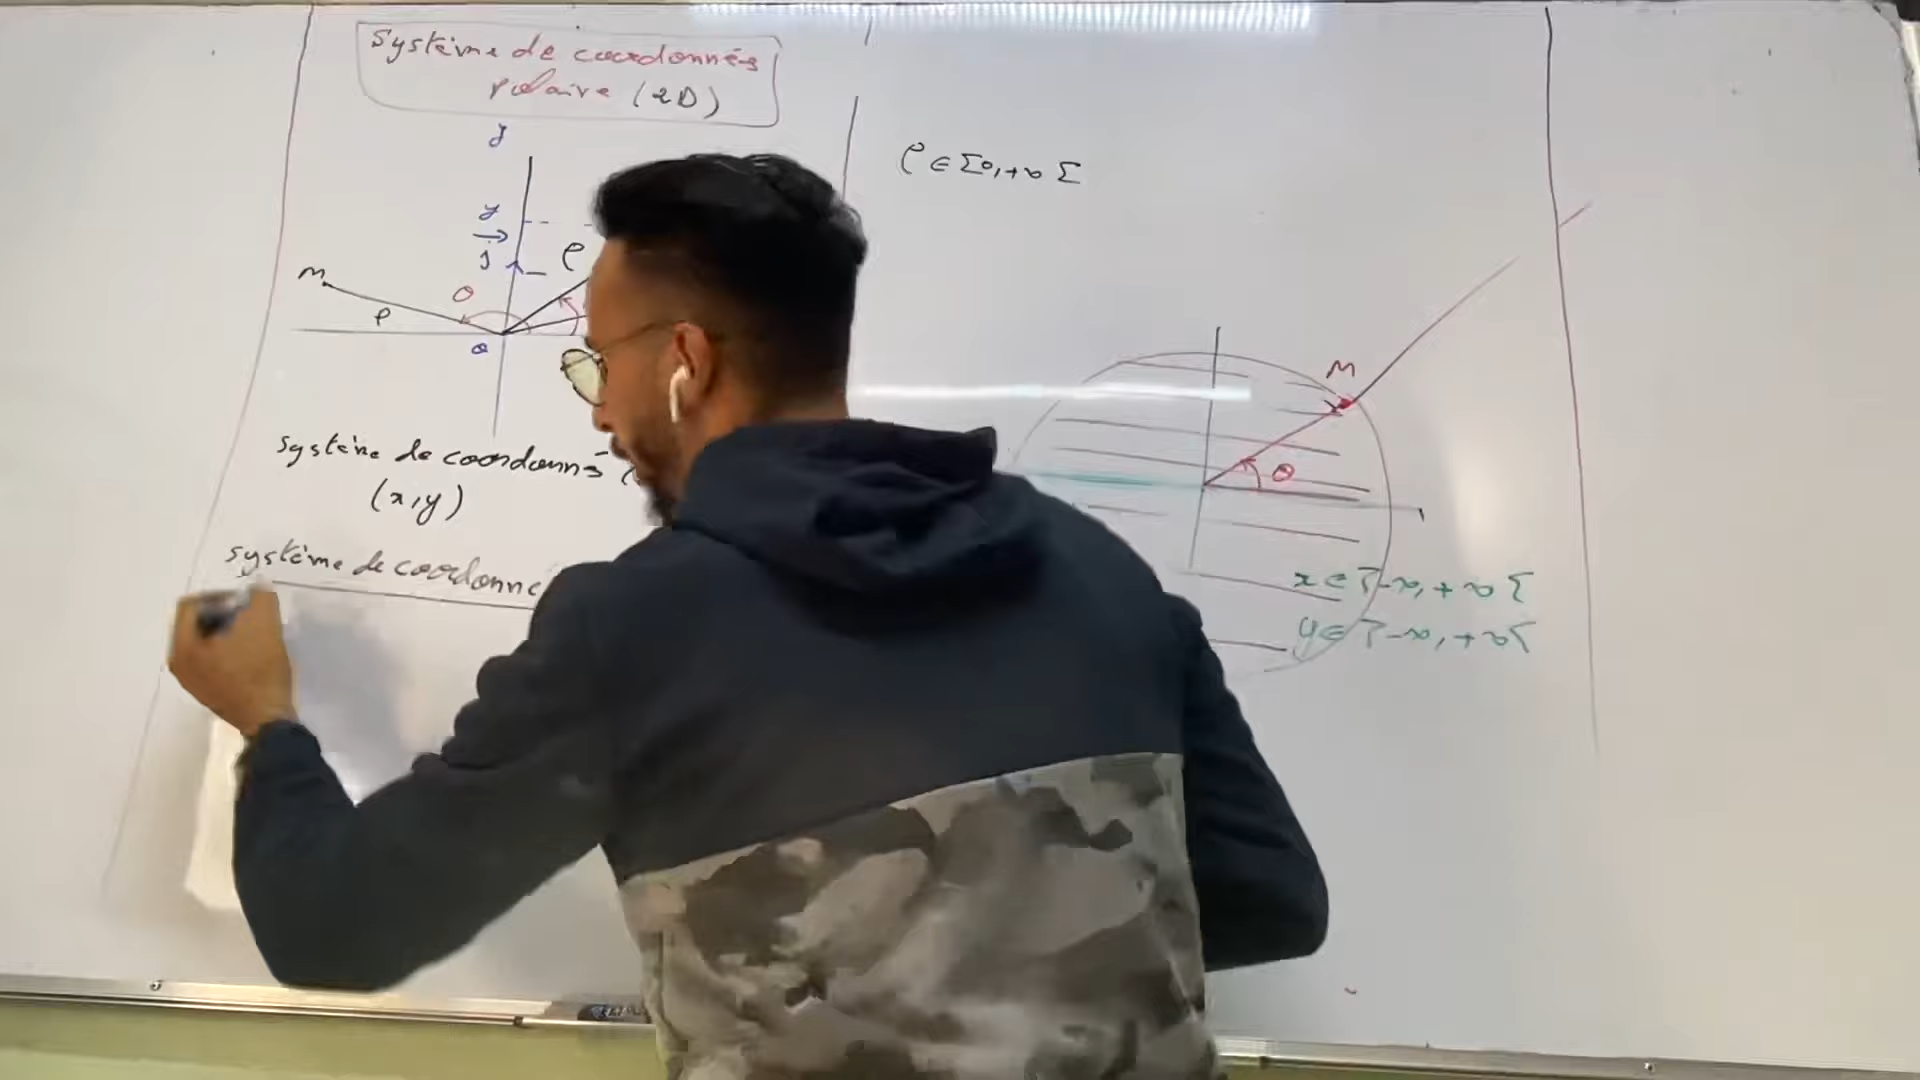 Système de coordonnés
polaire (2D)
y
y
j
ρ
M
θ
ρ
O
système de coordonnés
(x,y)
système de coordonné
ρ ∈ [0,+∞[
M
θ
x ∈ ]-∞,+∞[
y ∈ ]-∞,+∞[